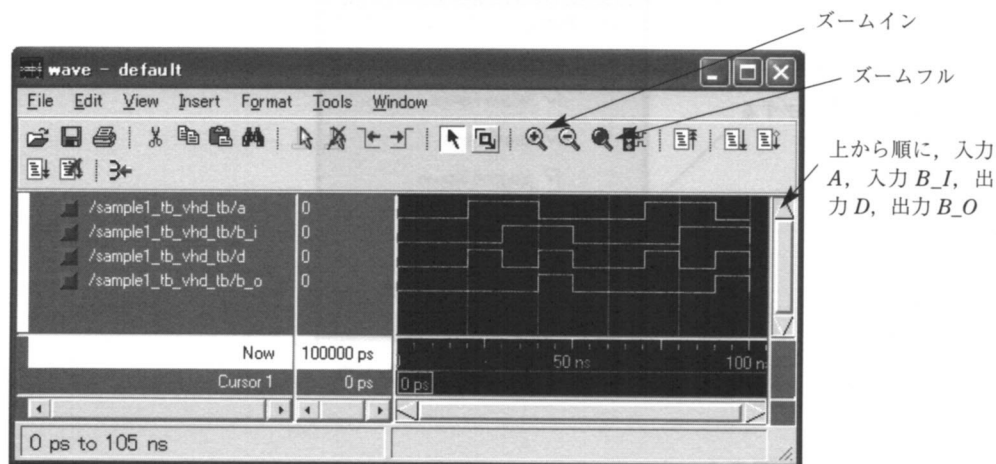 ズームイン
wave - default
ズームフル
File Edit View Insert Format Tools Window
上から順に，入力
A，入力 B_I，出
力 D，出力 B_O
/sample1_tb_vhd_tb/a 0
/sample1_tb_vhd_tb/b_i 0
/sample1_tb_vhd_tb/d 0
/sample1_tb_vhd_tb/b_o 0
Now 100000 ps
50 ns 100 n
Cursor 1 0 ps 0 ps
0 ps to 105 ns